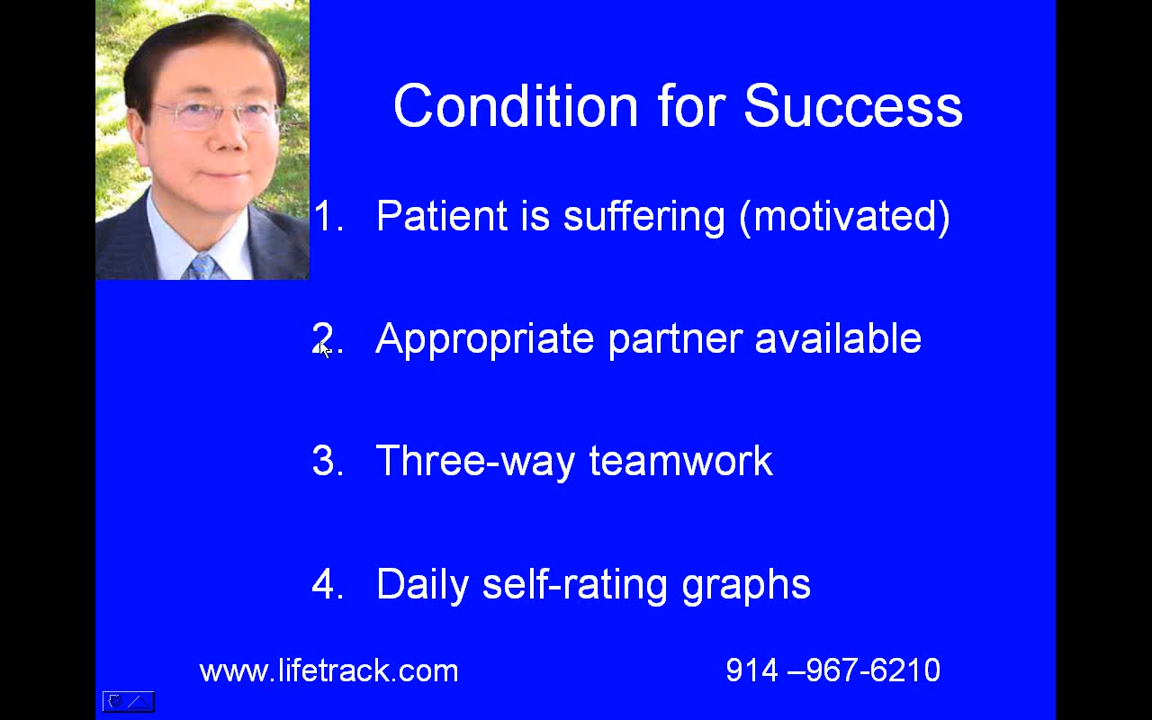 Condition for Success
1. Patient is suffering (motivated)
2. Appropriate partner available
3. Three-way teamwork
4. Daily self-rating graphs
www.lifetrack.com 914 –967-6210